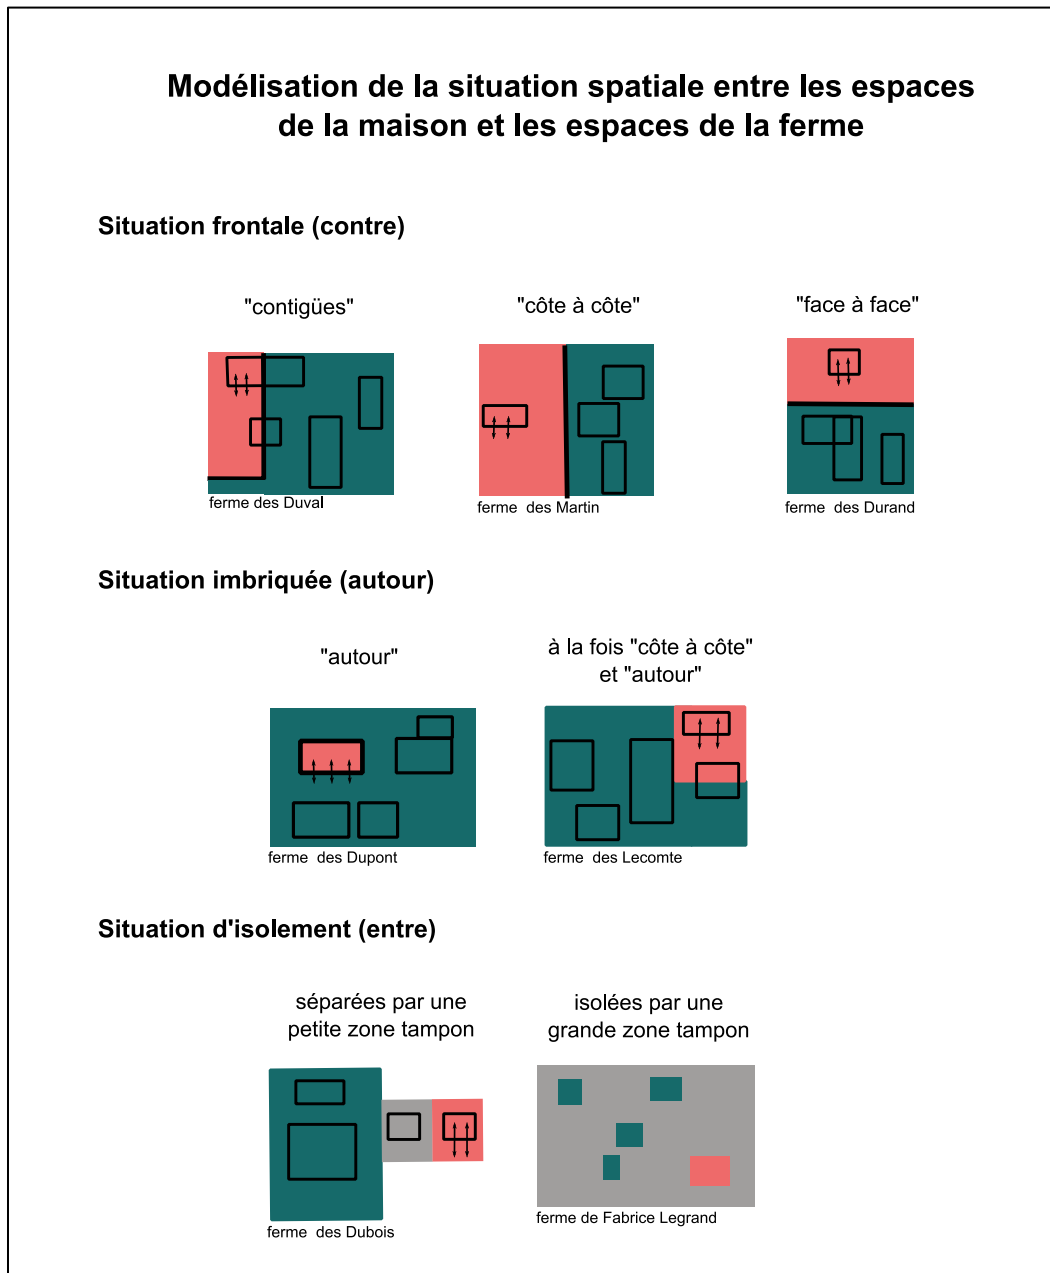 Modélisation de la situation spatiale entre les espaces
de la maison et les espaces de la ferme
Situation frontale (contre)
"contigües"
"côte à côte"
"face à face"
ferme des Duval
ferme des Martin
ferme des Durand
Situation imbriquée (autour)
"autour"
à la fois "côte à côte"
et "autour"
ferme des Dupont
ferme des Lecomte
Situation d'isolement (entre)
séparées par une
petite zone tampon
isolées par une
grande zone tampon
ferme des Dubois
ferme de Fabrice Legrand